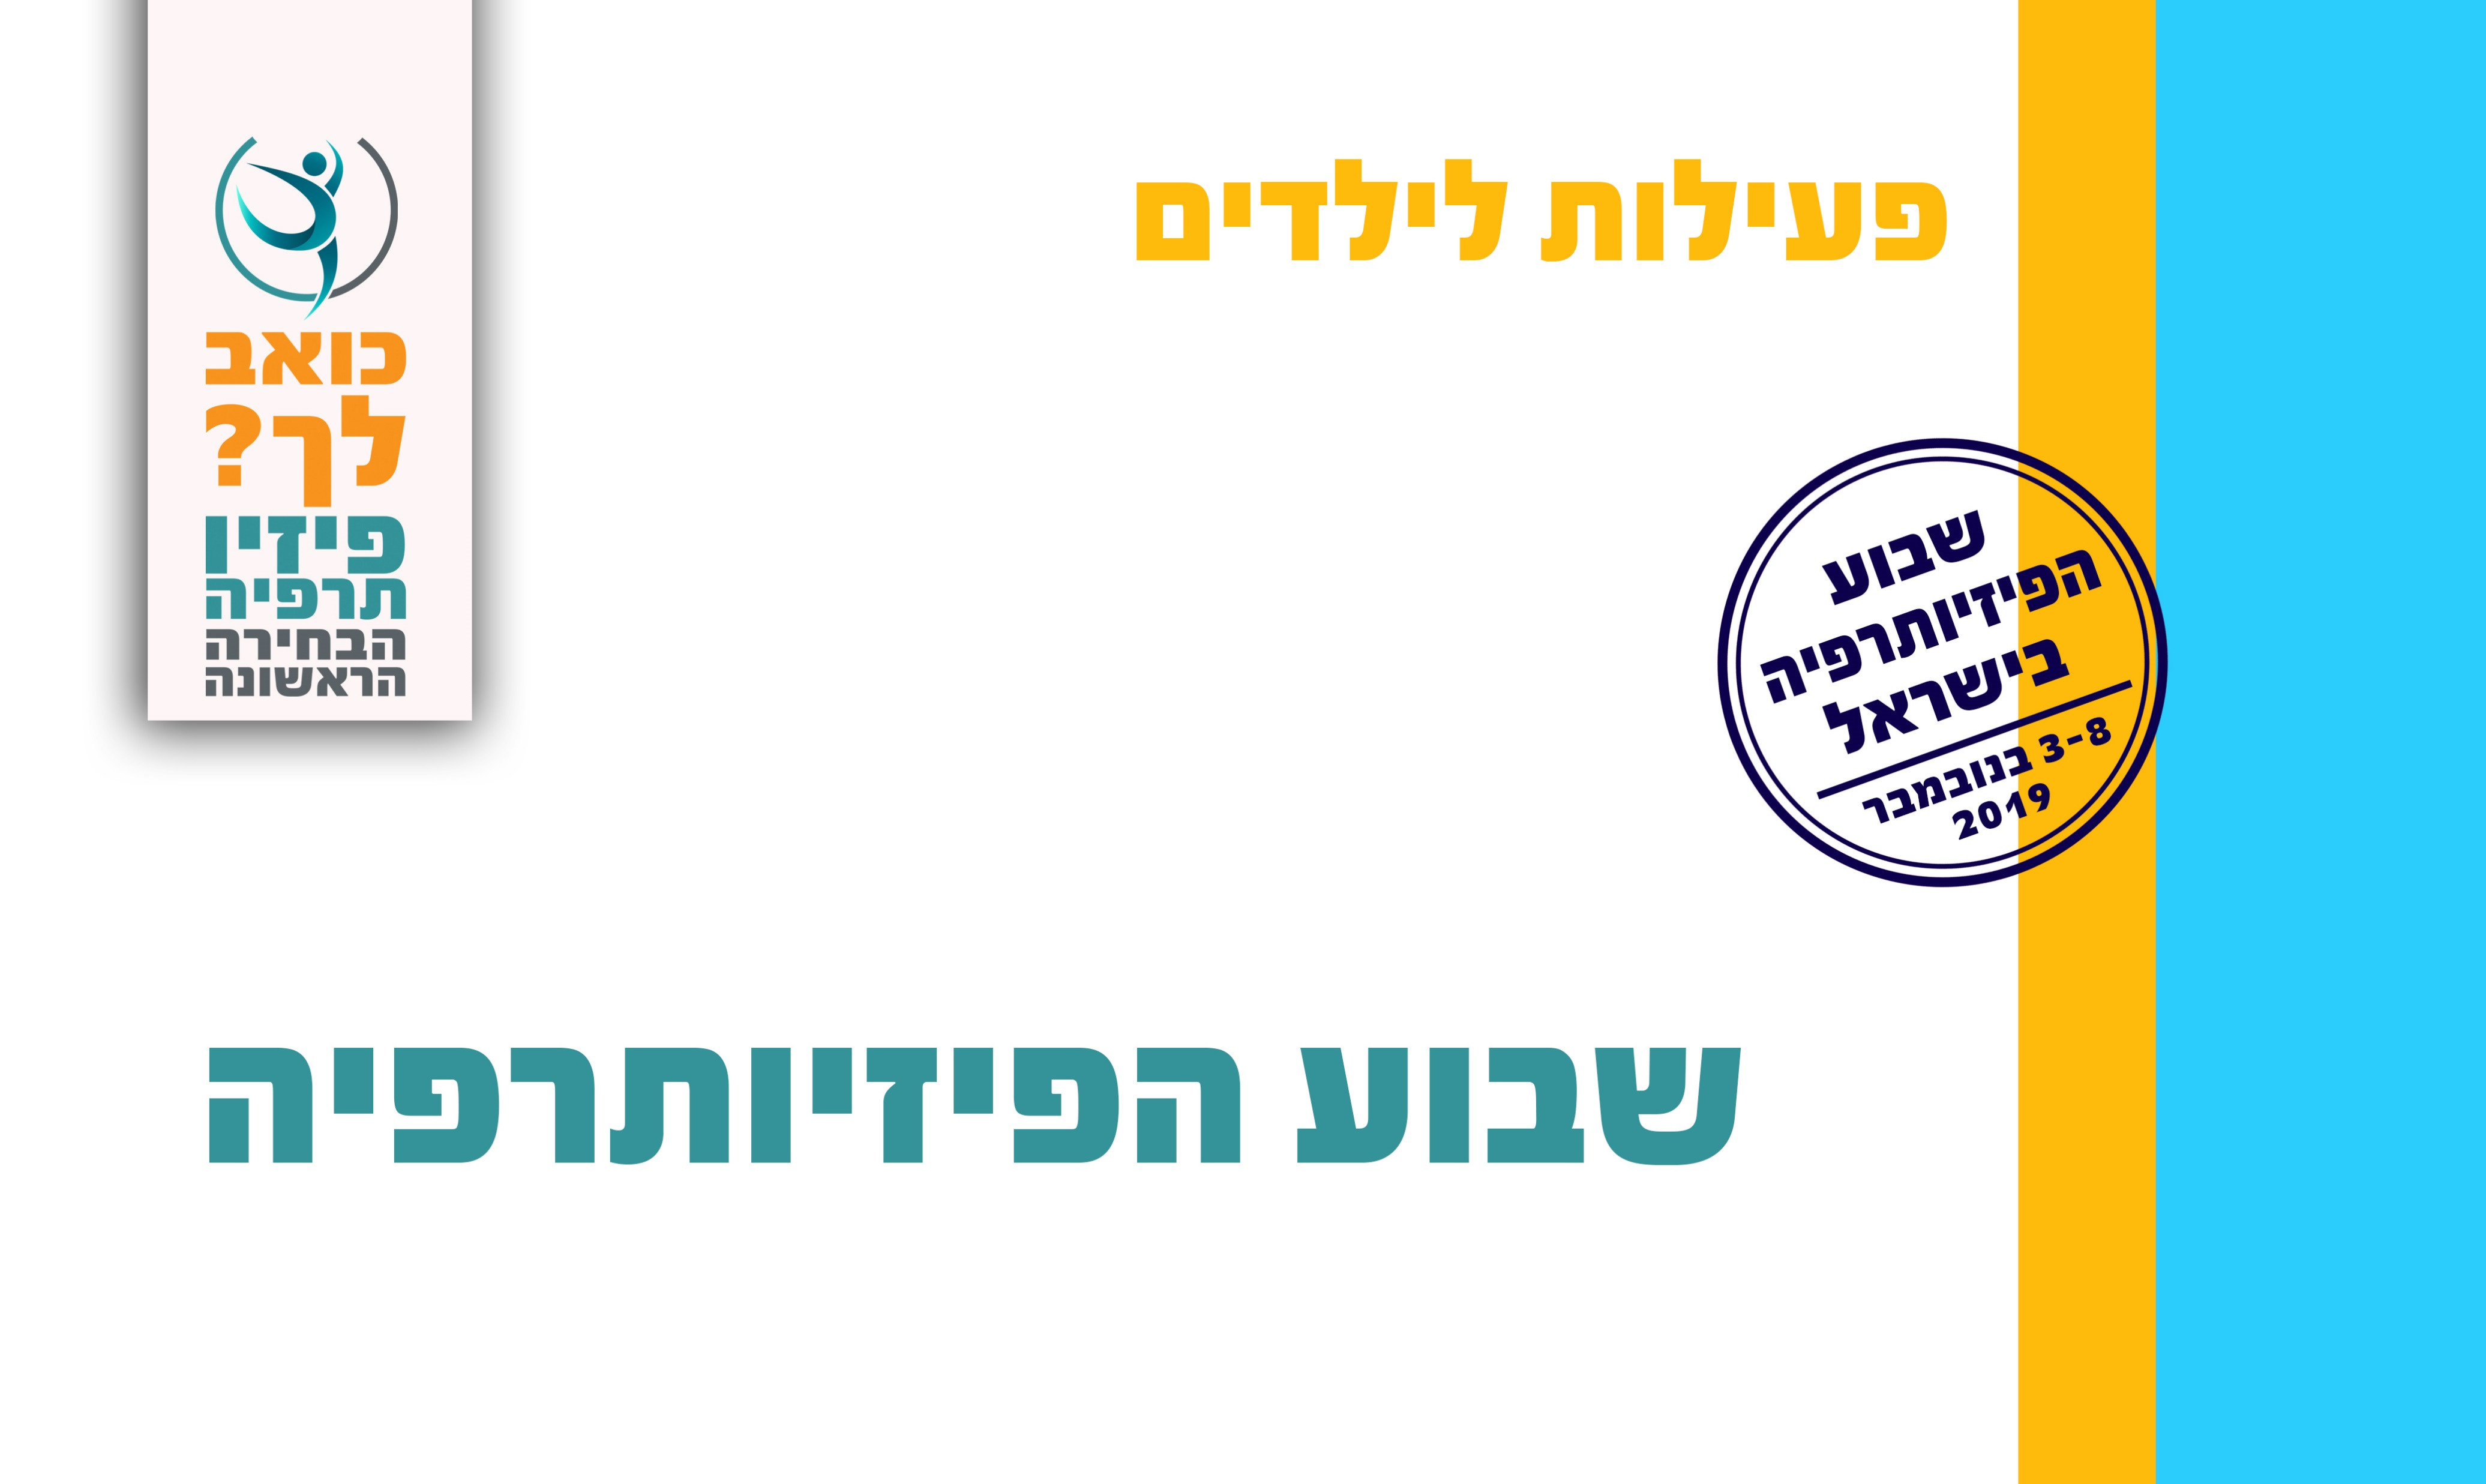 פעילות לילדים
כואב
לך?
פיזיו
תרפיה
הבחירה
הראשונה
שבוע
הפיזיותרפיה
בישראל
3-8 בנובמבר
2019
שבוע הפיזיותרפיה